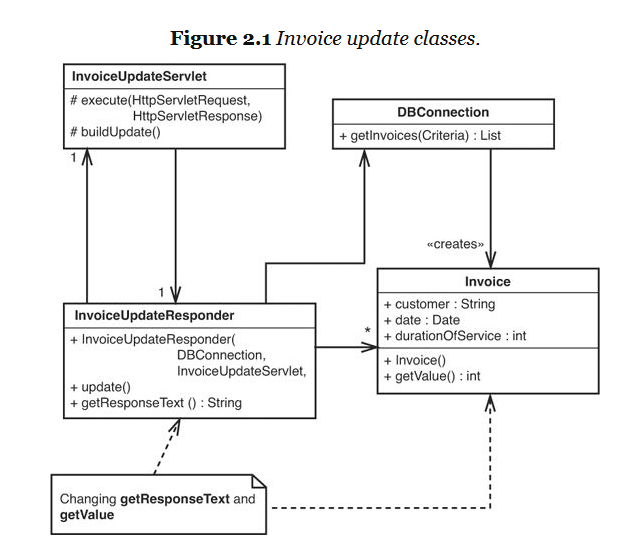 Figure 2.1 Invoice update classes.
InvoiceUpdateServlet
# execute(HttpServletRequest,
HttpServletResponse)
# buildUpdate()
1
DBConnection
+ getInvoices(Criteria) : List
«creates»
1
InvoiceUpdateResponder
+ InvoiceUpdateResponder(
DBConnection,
InvoiceUpdateServlet,
+ update()
+ getResponseText () : String
*
Invoice
+ customer : String
+ date : Date
+ durationOfService : int
+ Invoice()
+ getValue() : int
Changing getResponseText and
getValue